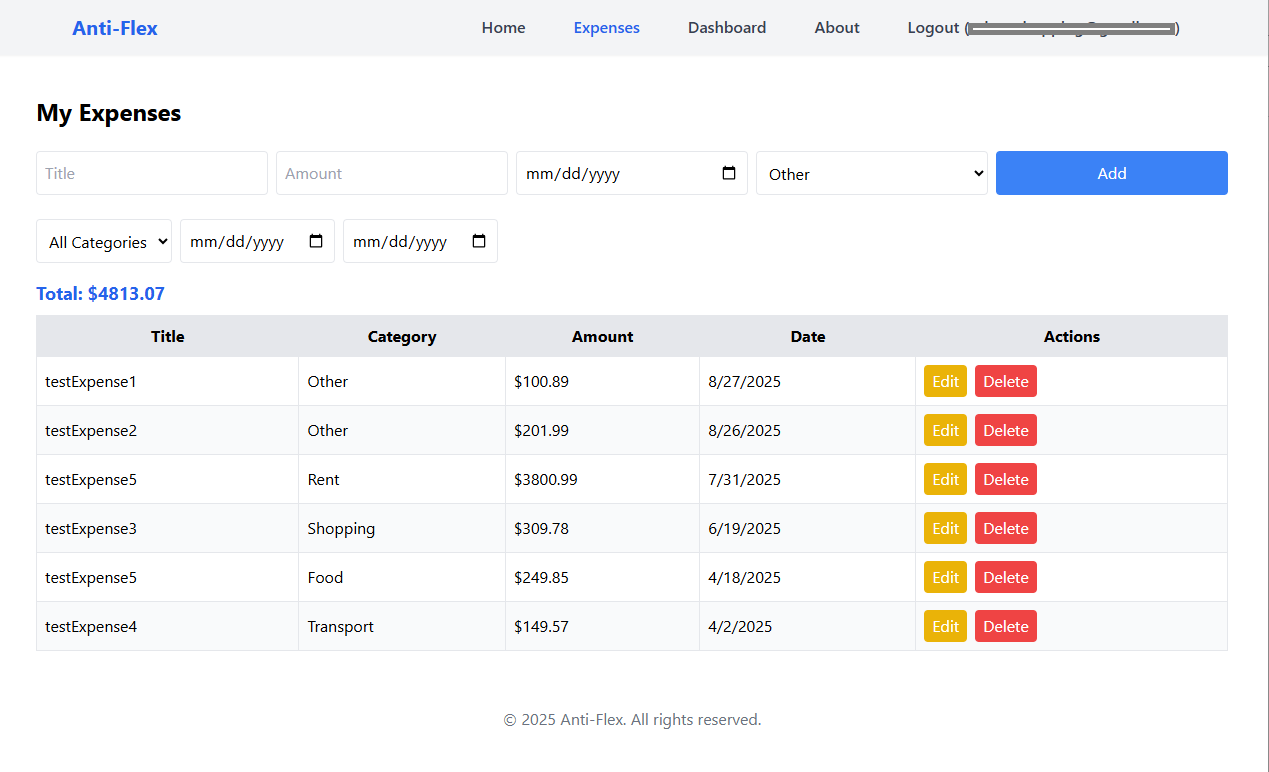 Anti-Flex Home Expenses Dashboard About Logout ( )
My Expenses
Title Amount mm/dd/yyyy Other Add
All Categories mm/dd/yyyy mm/dd/yyyy
Total: $4813.07
Title Category Amount Date Actions
testExpense1 Other $100.89 8/27/2025 Edit Delete
testExpense2 Other $201.99 8/26/2025 Edit Delete
testExpense5 Rent $3800.99 7/31/2025 Edit Delete
testExpense3 Shopping $309.78 6/19/2025 Edit Delete
testExpense5 Food $249.85 4/18/2025 Edit Delete
testExpense4 Transport $149.57 4/2/2025 Edit Delete
© 2025 Anti-Flex. All rights reserved.